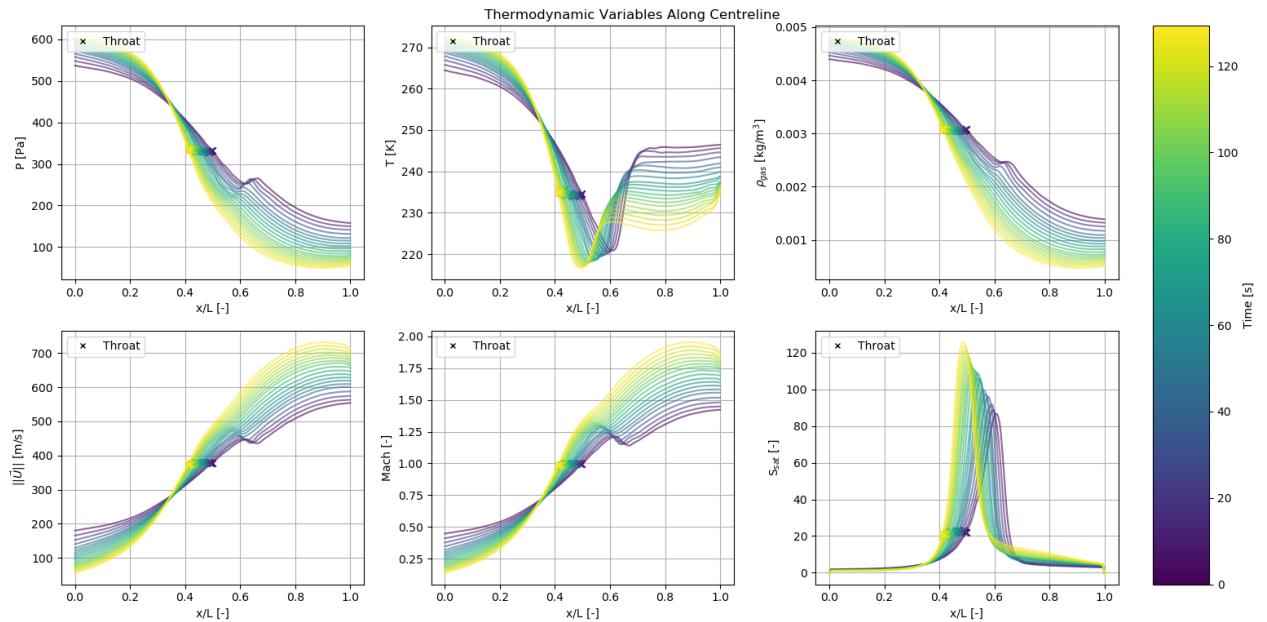 Thermodynamic Variables Along Centreline
Throat
P [Pa]
600
500
400
300
200
100
0.0 0.2 0.4 0.6 0.8 1.0
x/L [-]
Throat
T [K]
270
260
250
240
230
220
0.0 0.2 0.4 0.6 0.8 1.0
x/L [-]
Throat
ρgas [kg/m³]
0.005
0.004
0.003
0.002
0.001
0.0 0.2 0.4 0.6 0.8 1.0
x/L [-]
Throat
||U⃗|| [m/s]
700
600
500
400
300
200
100
0.0 0.2 0.4 0.6 0.8 1.0
x/L [-]
Throat
Mach [-]
2.00
1.75
1.50
1.25
1.00
0.75
0.50
0.25
0.0 0.2 0.4 0.6 0.8 1.0
x/L [-]
Throat
Ssat [-]
120
100
80
60
40
20
0
0.0 0.2 0.4 0.6 0.8 1.0
x/L [-]
Time [s]
120
100
80
60
40
20
0